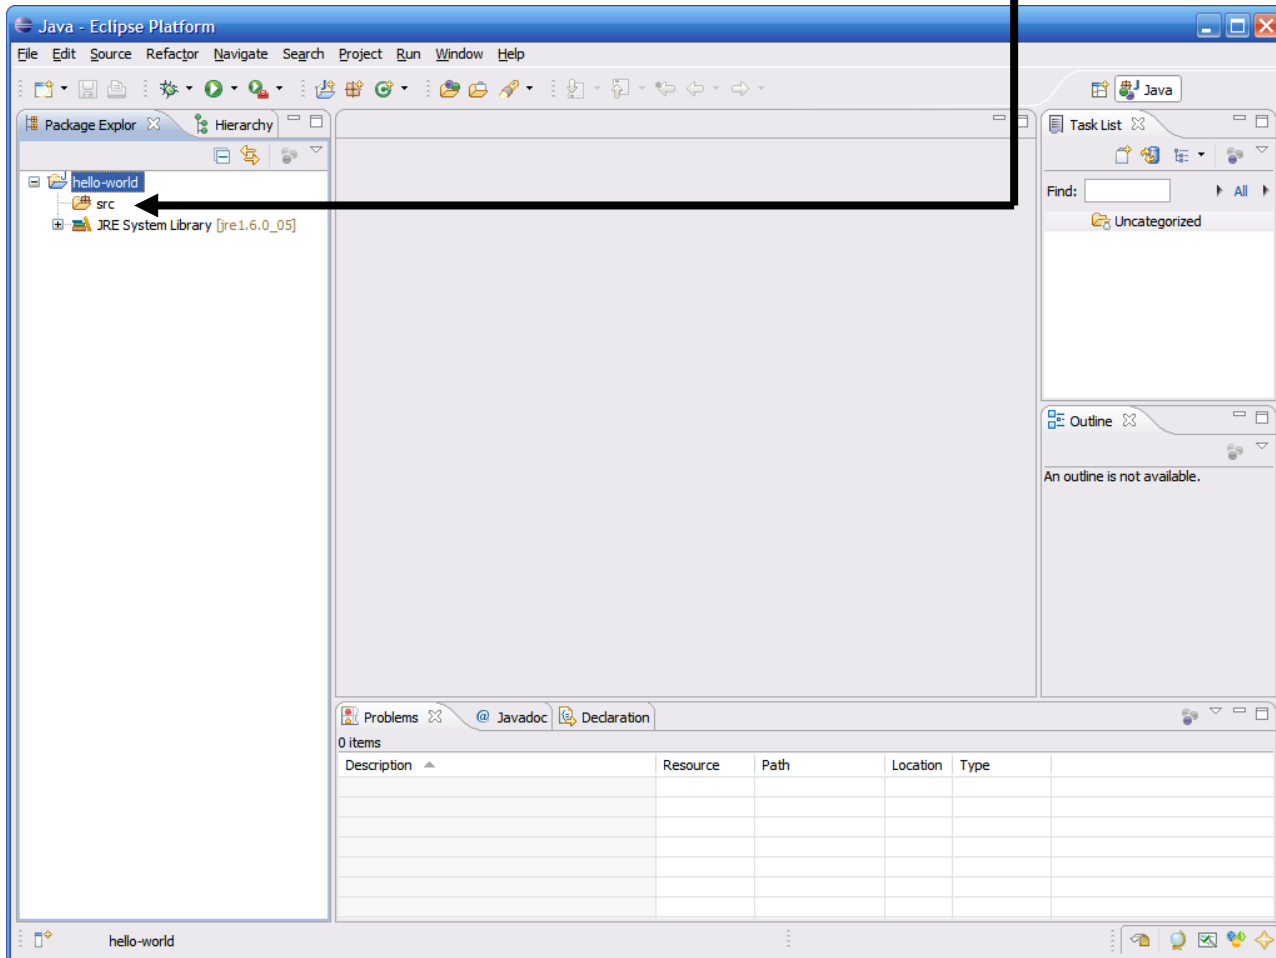 Java - Eclipse Platform
File Edit Source Refactor Navigate Search Project Run Window Help
Java
Package Explor
Hierarchy
hello-world
src
JRE System Library [jre1.6.0_05]
Task List
Find:
All
Uncategorized
Outline
An outline is not available.
Problems @ Javadoc Declaration
0 items
Description Resource Path Location Type
hello-world